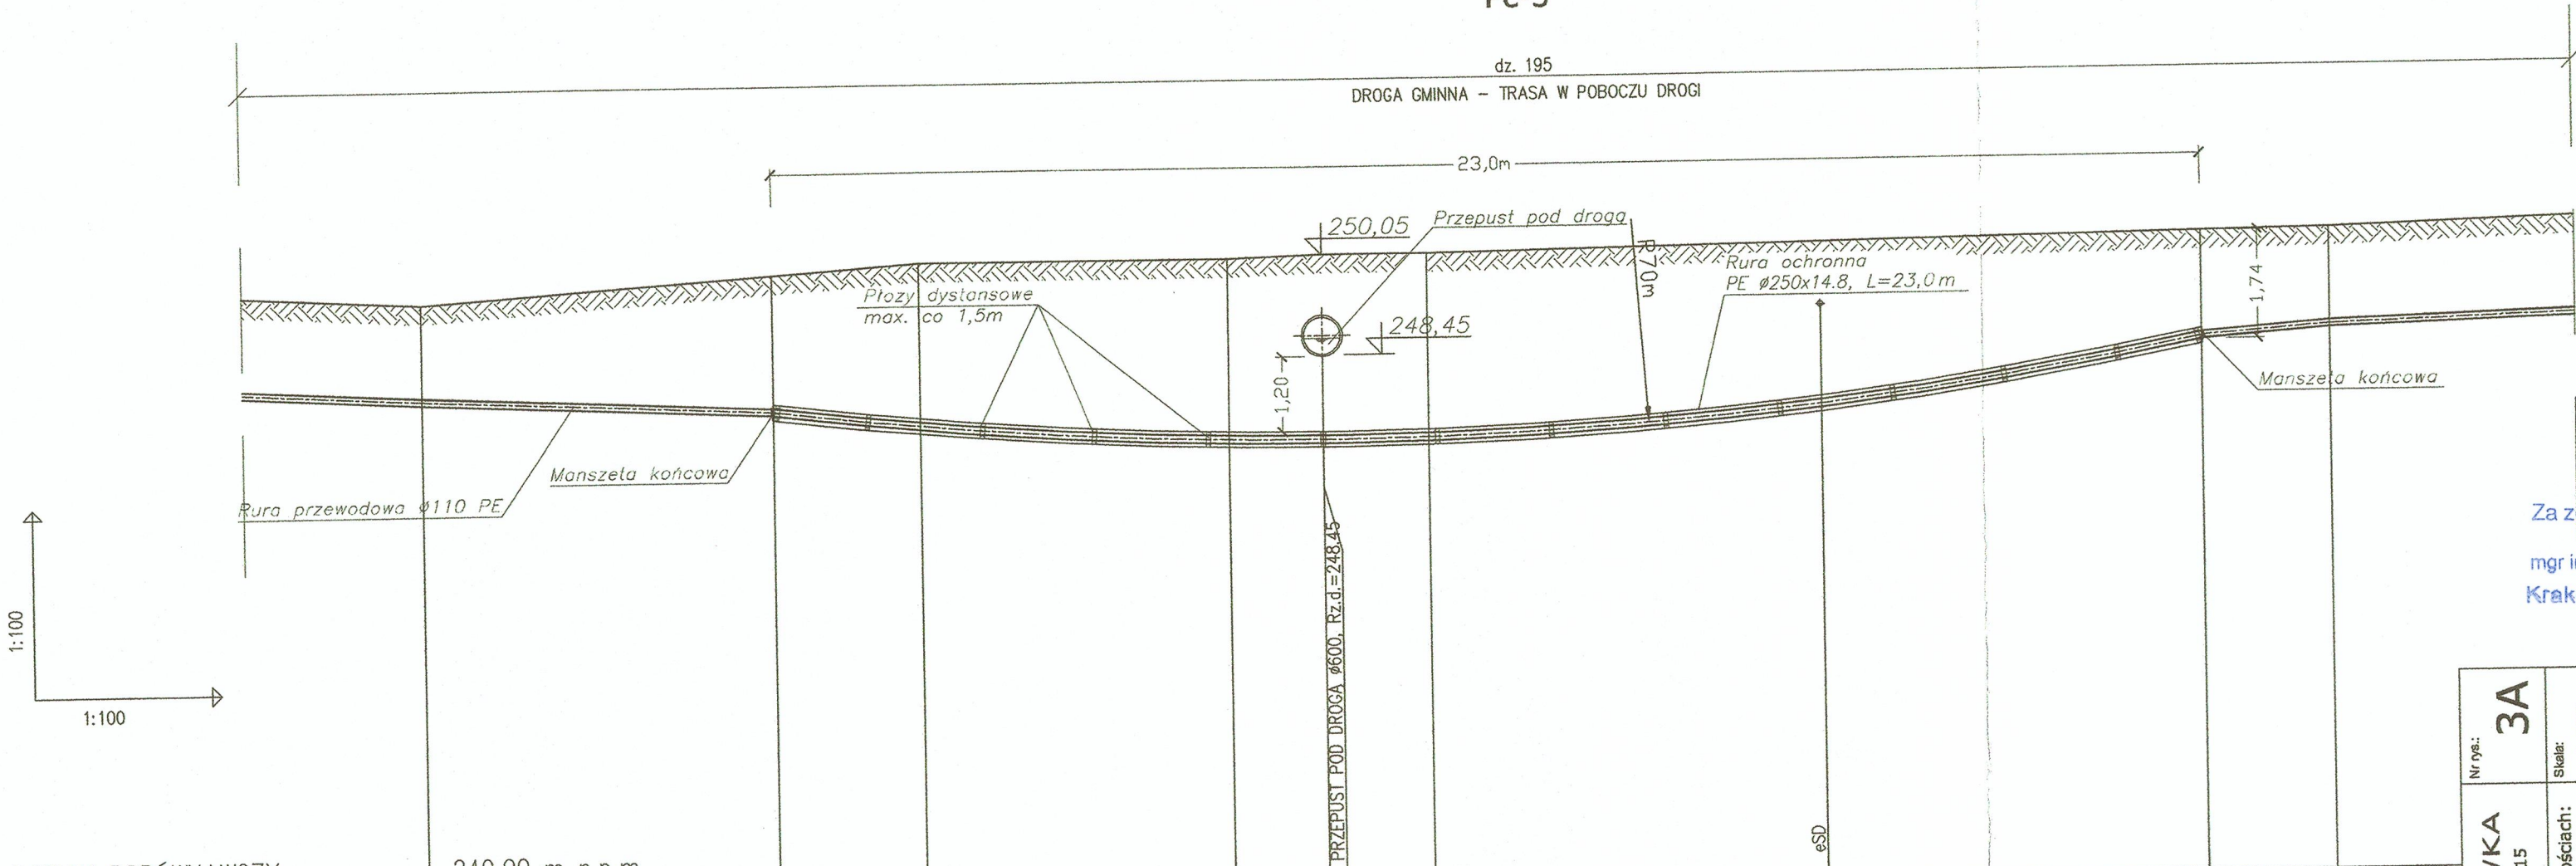 dz. 195
DROGA GMINNA – TRASA W POBOCZU DROGI
23,0m
250,05
Przepust pod drogą
R70m
Rura ochronna
PE ø250x14.8, L=23,0m
1,74
Płozy dystansowe
max. co 1,5m
248,45
1,20
Manszeta końcowa
Manszeta końcowa
Rura przewodowa ø110 PE
PRZEPUST POD DROGĄ ø600, Rz.d.=248,45
eSD
1:100
1:100
Za z
mgr i
Krak
Nr rys.:
3A
Skala:
15